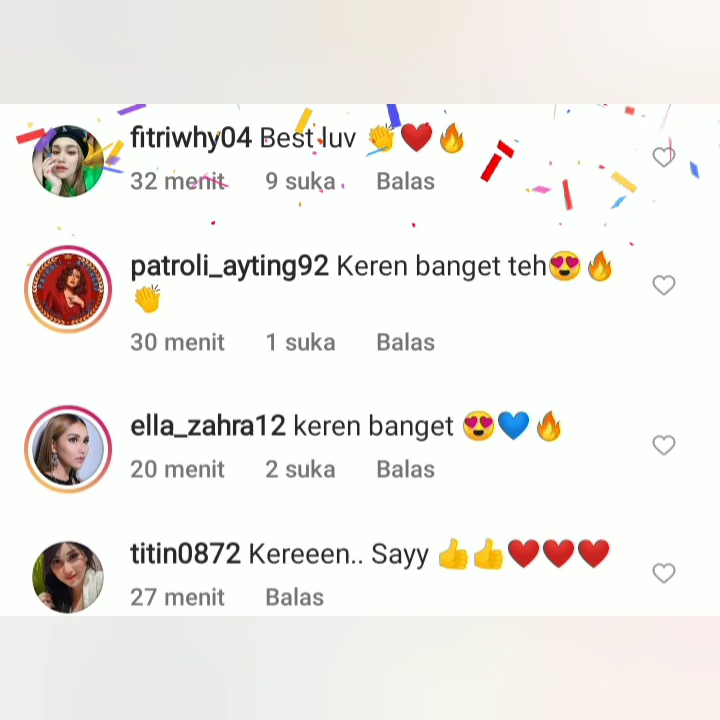 fitriwhy04 Best luv 👏❤️🔥
32 menit 9 suka Balas
patroli_ayting92 Keren banget teh😍🔥
👏
30 menit 1 suka Balas
ella_zahra12 keren banget 😍💙🔥
20 menit 2 suka Balas
titin0872 Kereeen.. Sayy 👍👍❤️❤️❤️
27 menit Balas